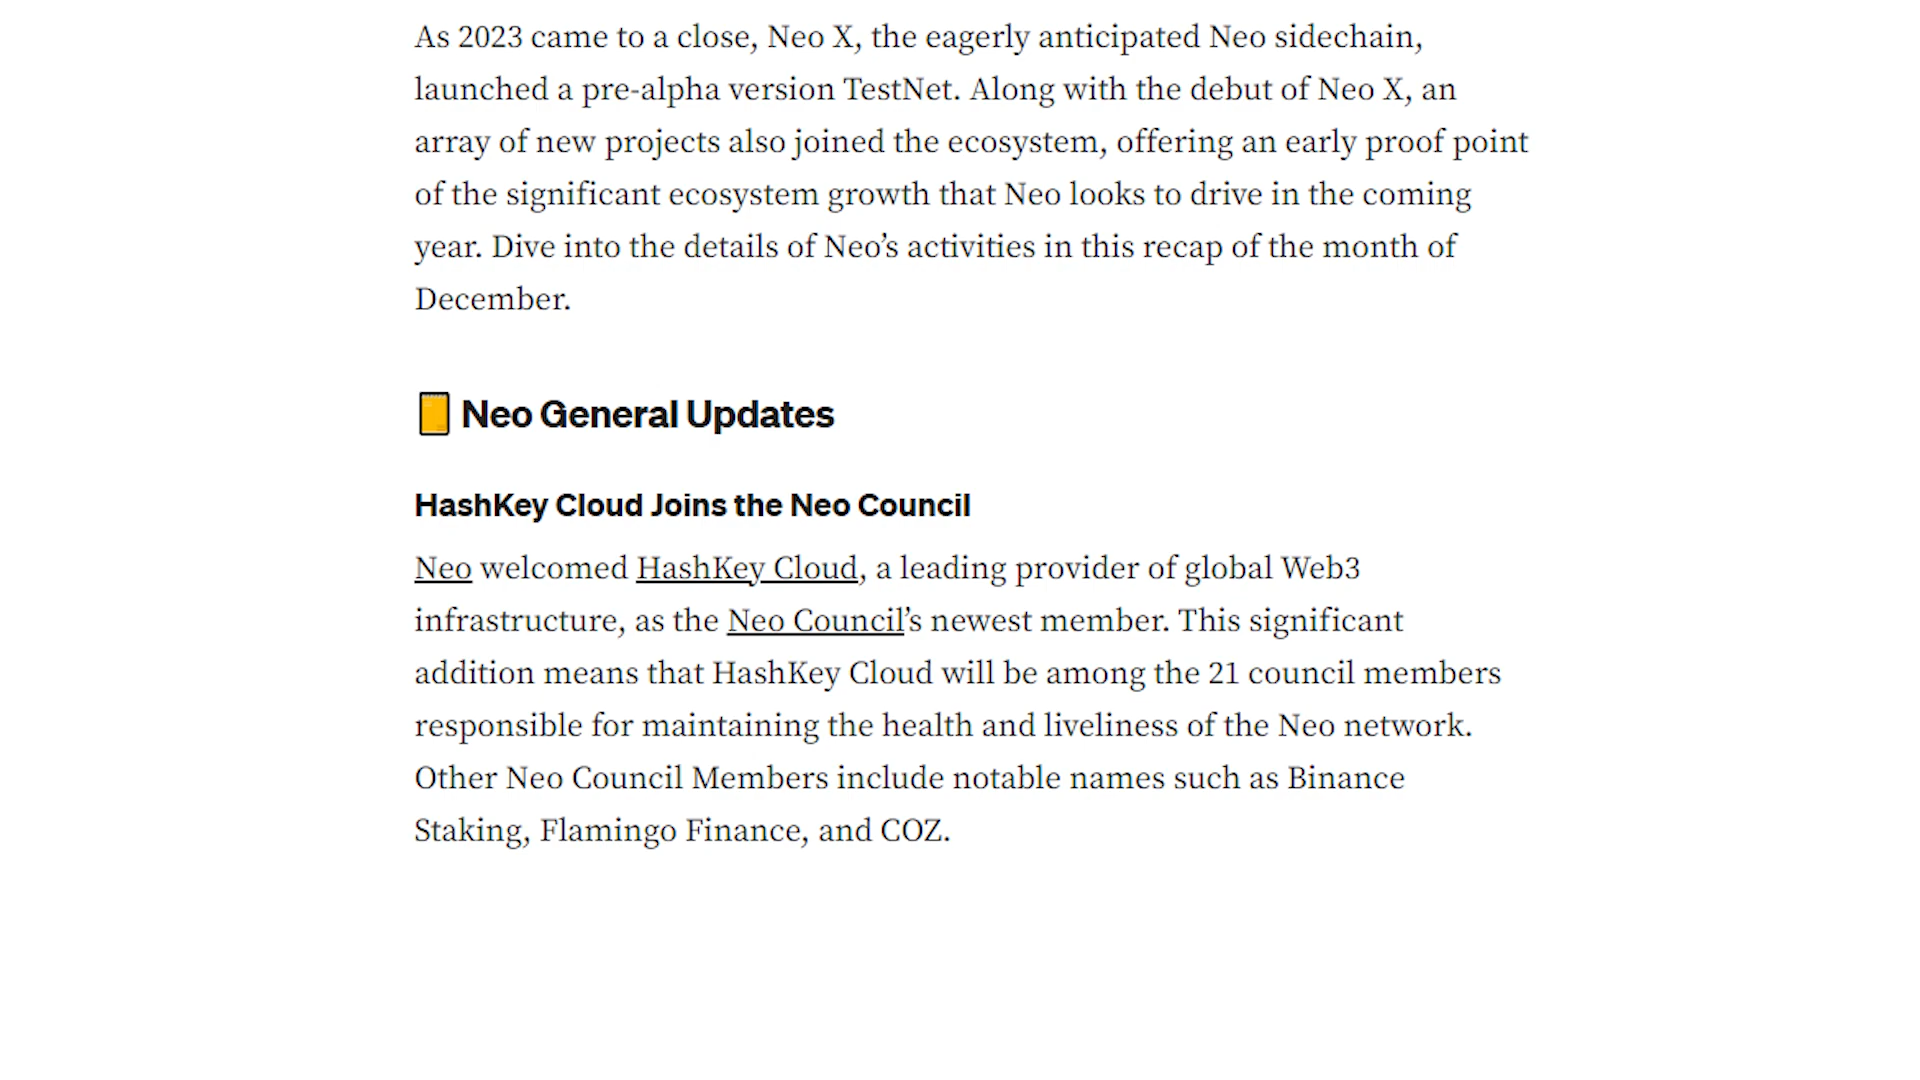 As 2023 came to a close, Neo X, the eagerly anticipated Neo sidechain,
launched a pre-alpha version TestNet. Along with the debut of Neo X, an
array of new projects also joined the ecosystem, offering an early proof point
of the significant ecosystem growth that Neo looks to drive in the coming
year. Dive into the details of Neo’s activities in this recap of the month of
December.
Neo General Updates
HashKey Cloud Joins the Neo Council
Neo welcomed HashKey Cloud, a leading provider of global Web3
infrastructure, as the Neo Council’s newest member. This significant
addition means that HashKey Cloud will be among the 21 council members
responsible for maintaining the health and liveliness of the Neo network.
Other Neo Council Members include notable names such as Binance
Staking, Flamingo Finance, and COZ.